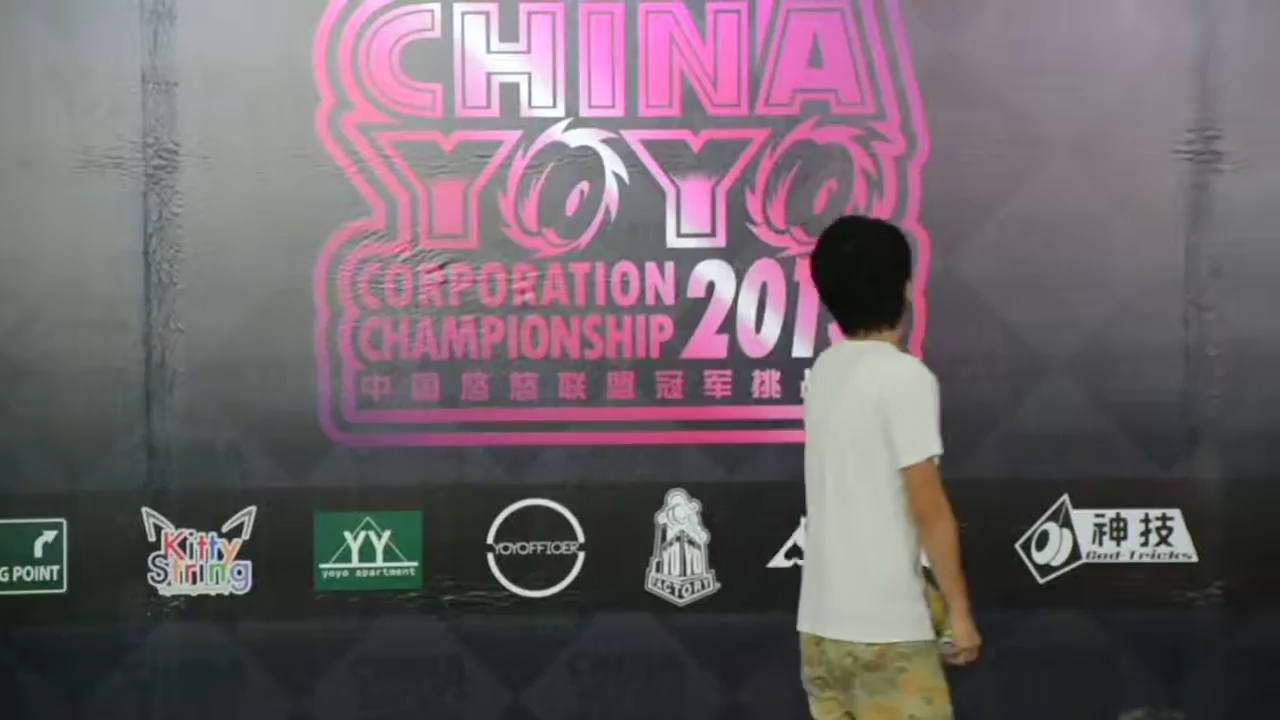 CHINA
YOYO
CORPORATION
CHAMPIONSHIP 201
中国悠悠联盟冠军挑
G POINT
Kitty
String
YY
yoyo apartment
YOYOFFICER
FACTORY
神技
God Tricks